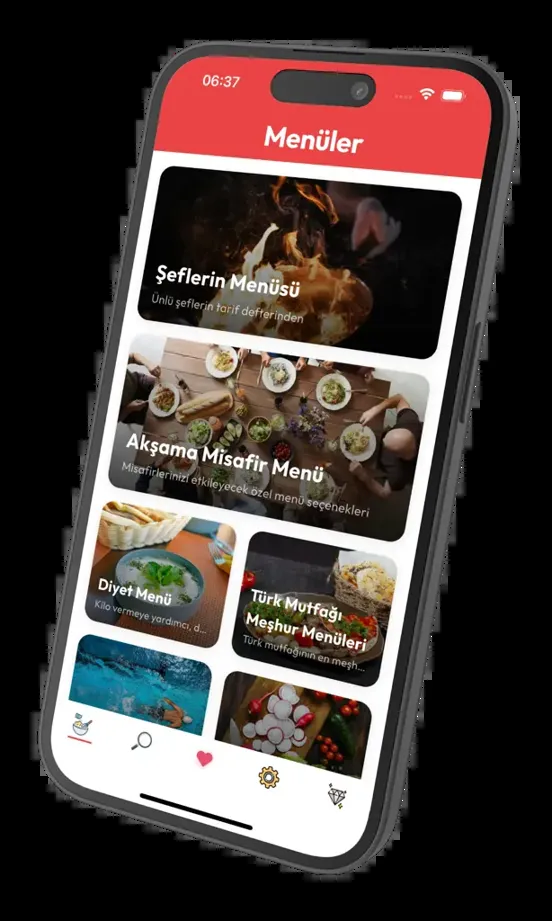 06:37
Menüler
Şeflerin Menüsü
Ünlü şeflerin tarif defterinden
Akşama Misafir Menü
Misafirlerinizi etkileyecek özel menü seçenekleri
Diyet Menü
Kilo vermeye yardımcı, d...
Türk Mutfağı
Meşhur Menüleri
Türk mutfağının en meşh...